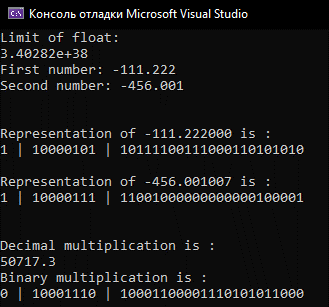 Консоль отладки Microsoft Visual Studio
Limit of float:
3.40282e+38
First number: -111.222
Second number: -456.001
Representation of -111.222000 is :
1 | 10000101 | 10111100111000110101010
Representation of -456.001007 is :
1 | 10000111 | 11001000000000000100001
Decimal multiplication is :
50717.3
Binary multiplication is :
0 | 10001110 | 10001100001110101011000